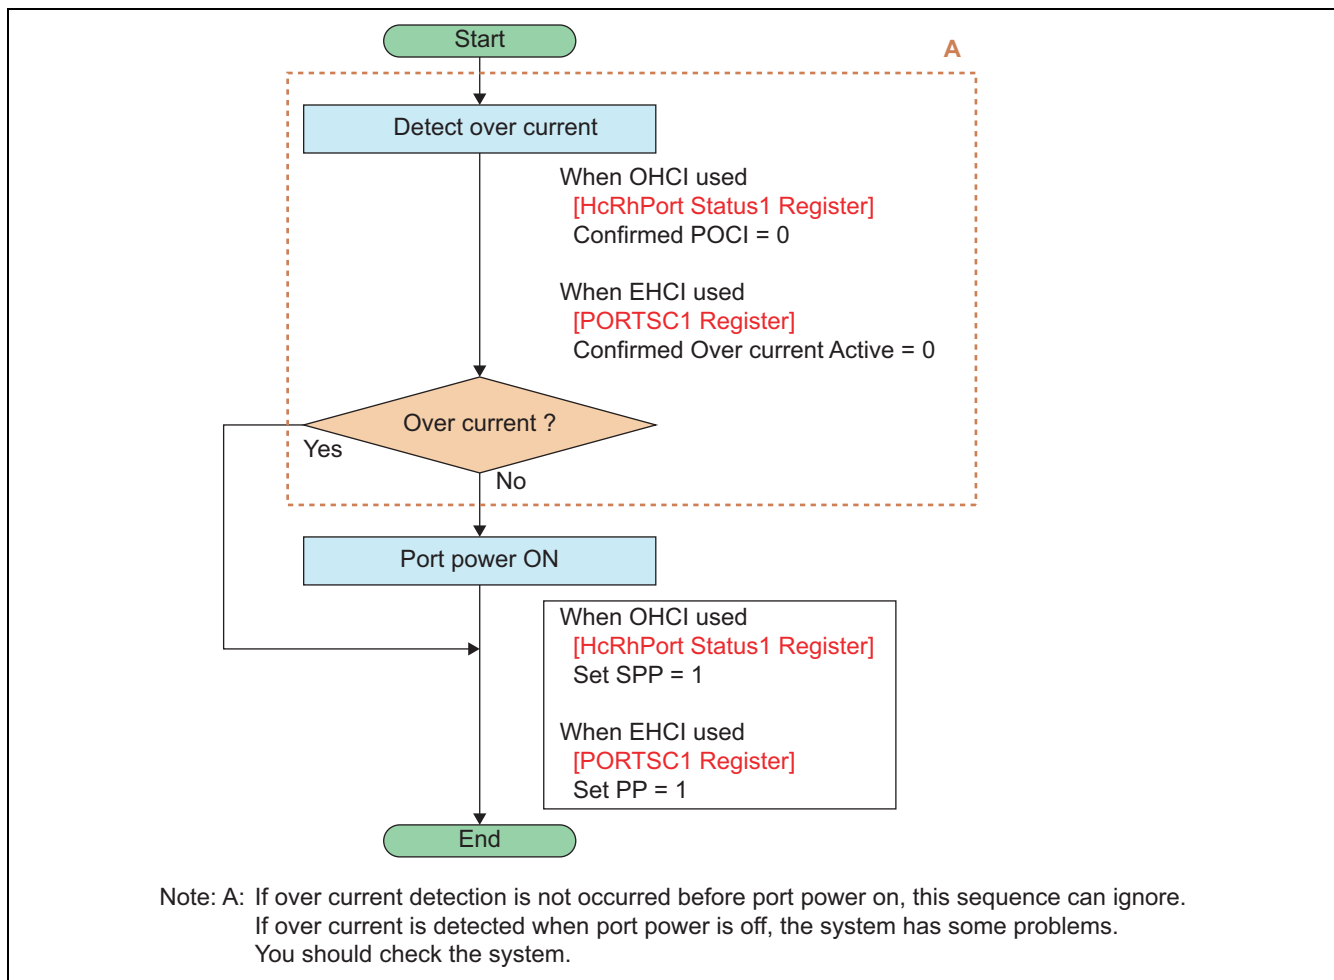 Start
A
Detect over current
When OHCI used
[HcRhPort Status1 Register]
Confirmed POCI = 0
When EHCI used
[PORTSC1 Register]
Confirmed Over current Active = 0
Over current ?
Yes
No
Port power ON
When OHCI used
[HcRhPort Status1 Register]
Set SPP = 1
When EHCI used
[PORTSC1 Register]
Set PP = 1
End
Note: A: If over current detection is not occurred before port power on, this sequence can ignore.
If over current is detected when port power is off, the system has some problems.
You should check the system.